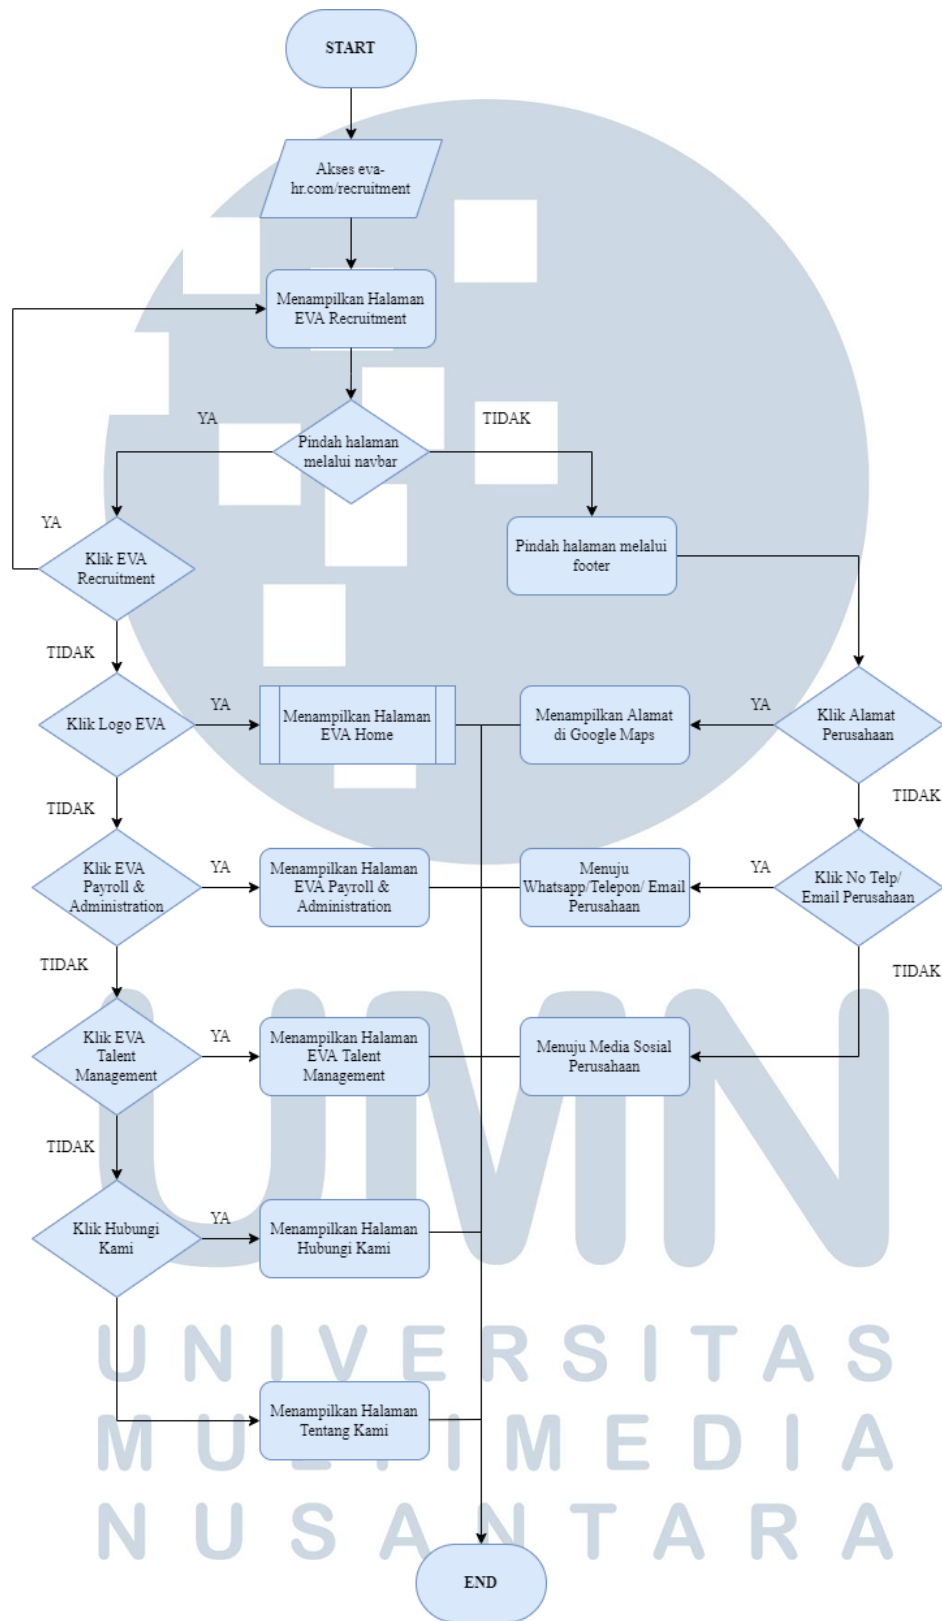 START
Akses eva-
hr.com/recruitment
Menampilkan Halaman
EVA Recruitment
YA
TIDAK
Pindah halaman
melalui navbar
YA
Klik EVA
Recruitment
Pindah halaman melalui
footer
TIDAK
Klik Logo EVA
YA
Menampilkan Halaman
EVA Home
Menampilkan Alamat
di Google Maps
YA
Klik Alamat
Perusahaan
TIDAK
TIDAK
Klik EVA
Payroll &
Administration
YA
Menampilkan Halaman
EVA Payroll &
Administration
Menuju
Whatsapp/Telepon/ Email
Perusahaan
YA
Klik No Telp/
Email Perusahaan
TIDAK
TIDAK
Klik EVA
Talent
Management
YA
Menampilkan Halaman
EVA Talent
Management
Menuju Media Sosial
Perusahaan
TIDAK
Klik Hubungi
Kami
YA
Menampilkan Halaman
Hubungi Kami
Menampilkan Halaman
Tentang Kami
END
UMN
UNIVERSITAS
MULTIMEDIA
NUSANTARA